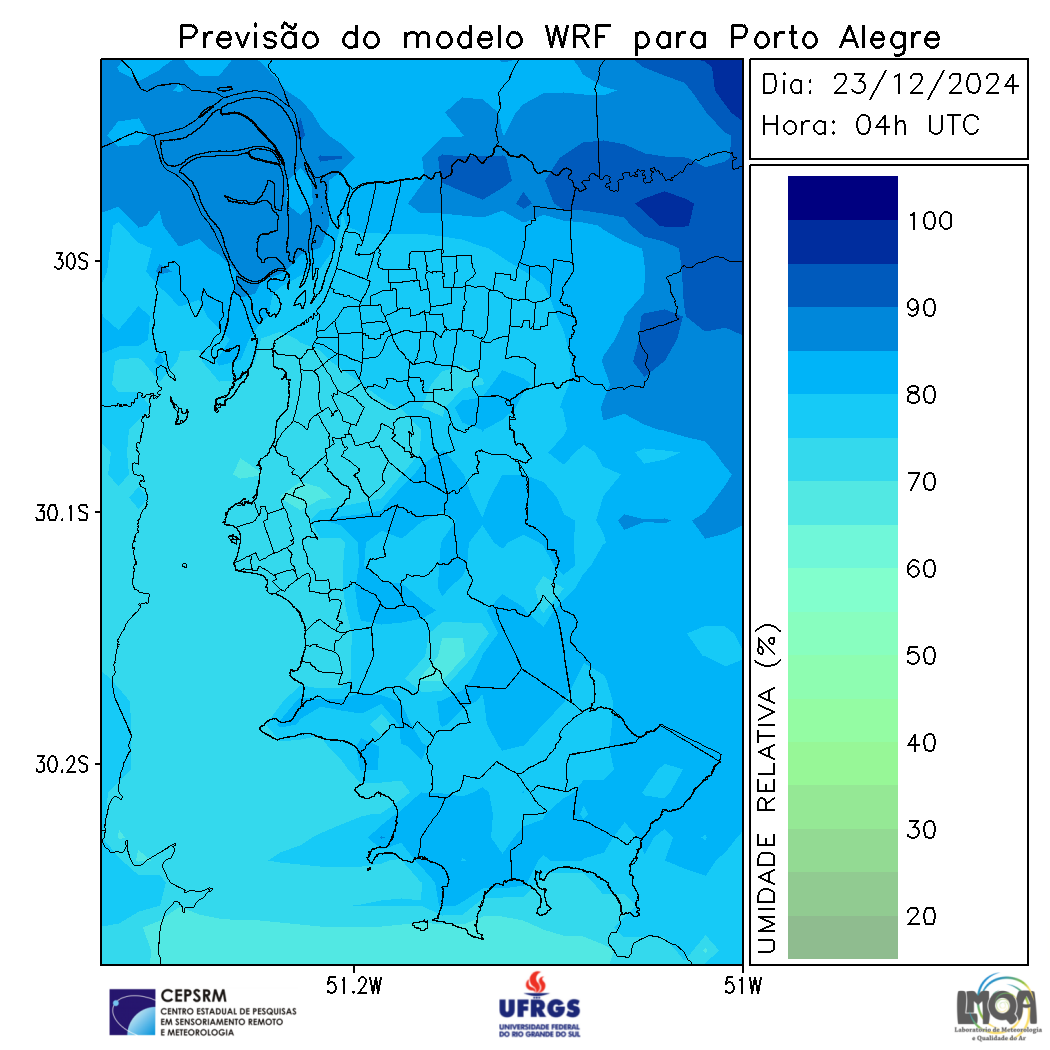 Previsão do modelo WRF para Porto Alegre
Dia: 23/12/2024
Hora: 04h UTC
30S
30.1S
30.2S
51.2W
51W
UMIDADE RELATIVA (%)
100
90
80
70
60
50
40
30
20
CEPSRM
CENTRO ESTADUAL DE PESQUISAS
EM SENSORIAMENTO REMOTO
E METEOROLOGIA
UFRGS
UNIVERSIDADE FEDERAL
DO RIO GRANDE DO SUL
LMQA
Laboratório de Meteorologia
e Qualidade do Ar